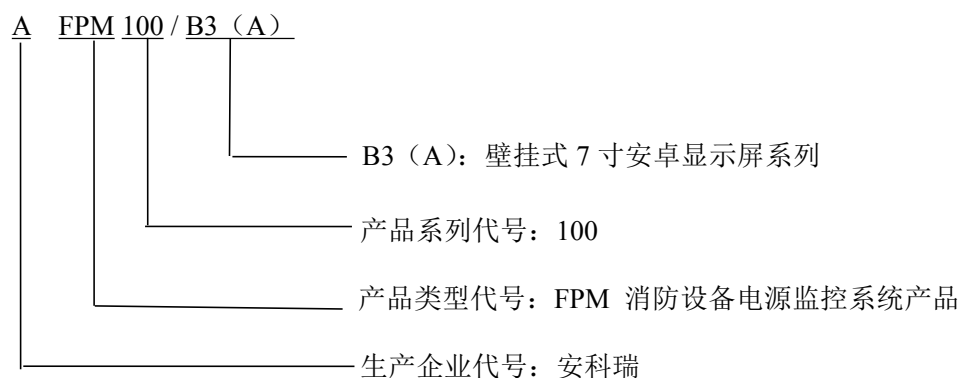 A FPM 100 / B3（A）
B3（A）：壁挂式 7 寸安卓显示屏系列
产品系列代号：100
产品类型代号：FPM 消防设备电源监控系统产品
生产企业代号：安科瑞